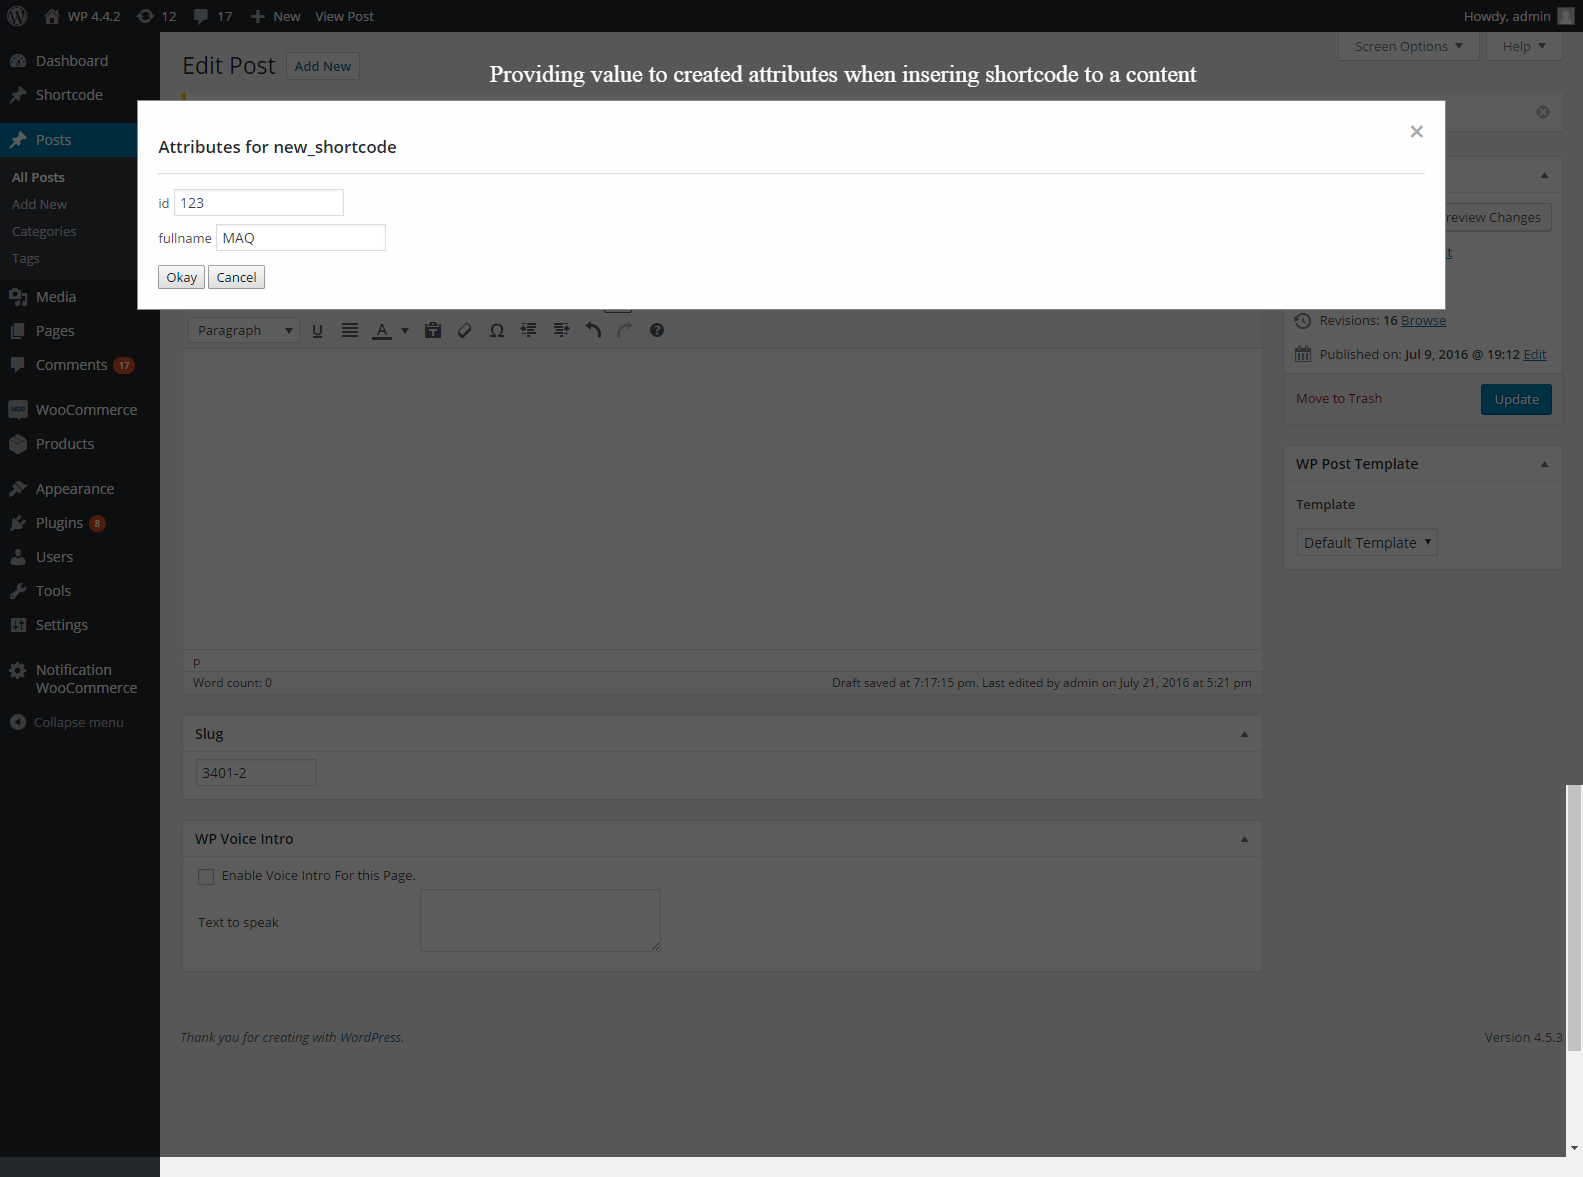 WP 4.4.2 12 17 New View Post Howdy, admin
Dashboard
Shortcode
Posts
All Posts
Add New
Categories
Tags
Media
Pages
Comments 17
WooCommerce
Products
Appearance
Plugins 8
Users
Tools
Settings
Notification
WooCommerce
Collapse menu
Edit Post Add New
Screen Options Help
Providing value to created attributes when insering shortcode to a content
Attributes for new_shortcode
id 123
fullname MAQ
Okay Cancel
Paragraph
p
Word count: 0 Draft saved at 7:17:15 pm. Last edited by admin on July 21, 2016 at 5:21 pm
Slug
3401-2
WP Voice Intro
Enable Voice Intro For this Page.
Text to speak
review Changes
Revisions: 16 Browse
Published on: Jul 9, 2016 @ 19:12 Edit
Move to Trash Update
WP Post Template
Template
Default Template
Thank you for creating with WordPress.
Version 4.5.3